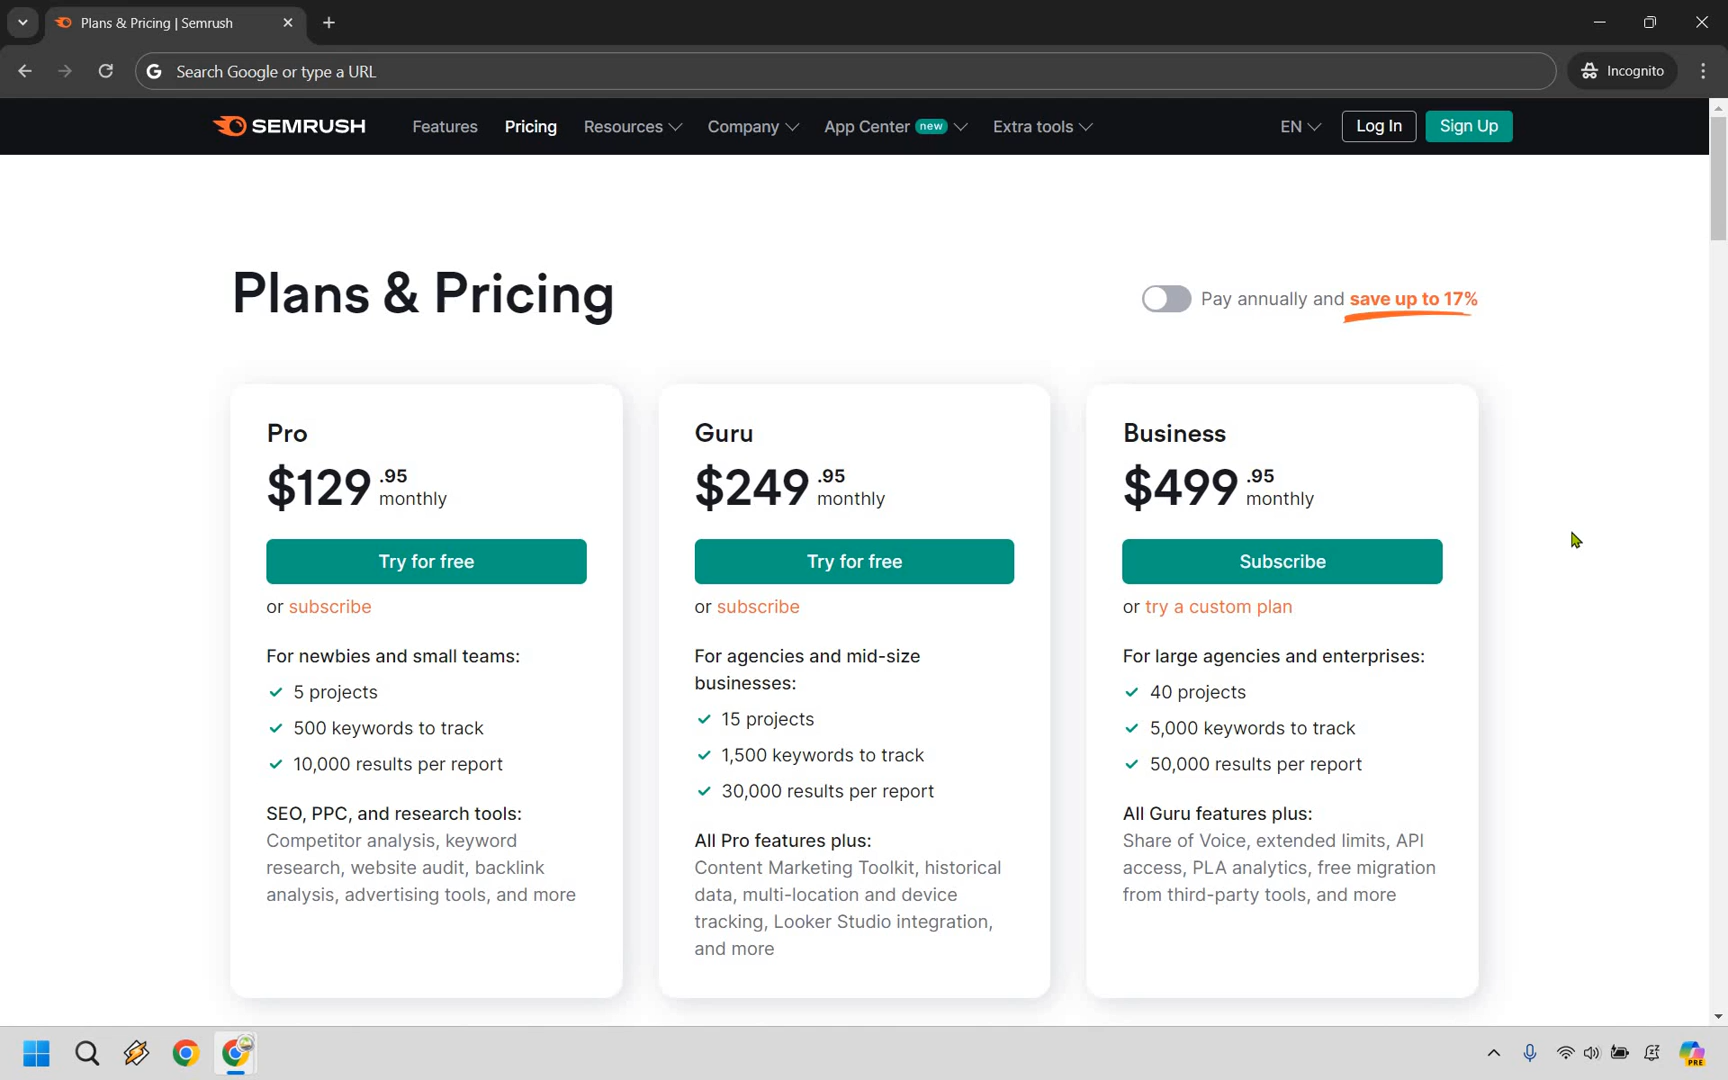 Plans & Pricing | Semrush
Search Google or type a URL
Incognito
SEMRUSH
Features
Pricing
Resources
Company
App Center new
Extra tools
EN
Log In
Sign Up
Plans & Pricing
Pay annually and save up to 17%
Pro
$129 .95 monthly
Try for free
or subscribe
For newbies and small teams:
5 projects
500 keywords to track
10,000 results per report
SEO, PPC, and research tools:
Competitor analysis, keyword
research, website audit, backlink
analysis, advertising tools, and more
Guru
$249 .95 monthly
Try for free
or subscribe
For agencies and mid-size
businesses:
15 projects
1,500 keywords to track
30,000 results per report
All Pro features plus:
Content Marketing Toolkit, historical
data, multi-location and device
tracking, Looker Studio integration,
and more
Business
$499 .95 monthly
Subscribe
or try a custom plan
For large agencies and enterprises:
40 projects
5,000 keywords to track
50,000 results per report
All Guru features plus:
Share of Voice, extended limits, API
access, PLA analytics, free migration
from third-party tools, and more
PRE